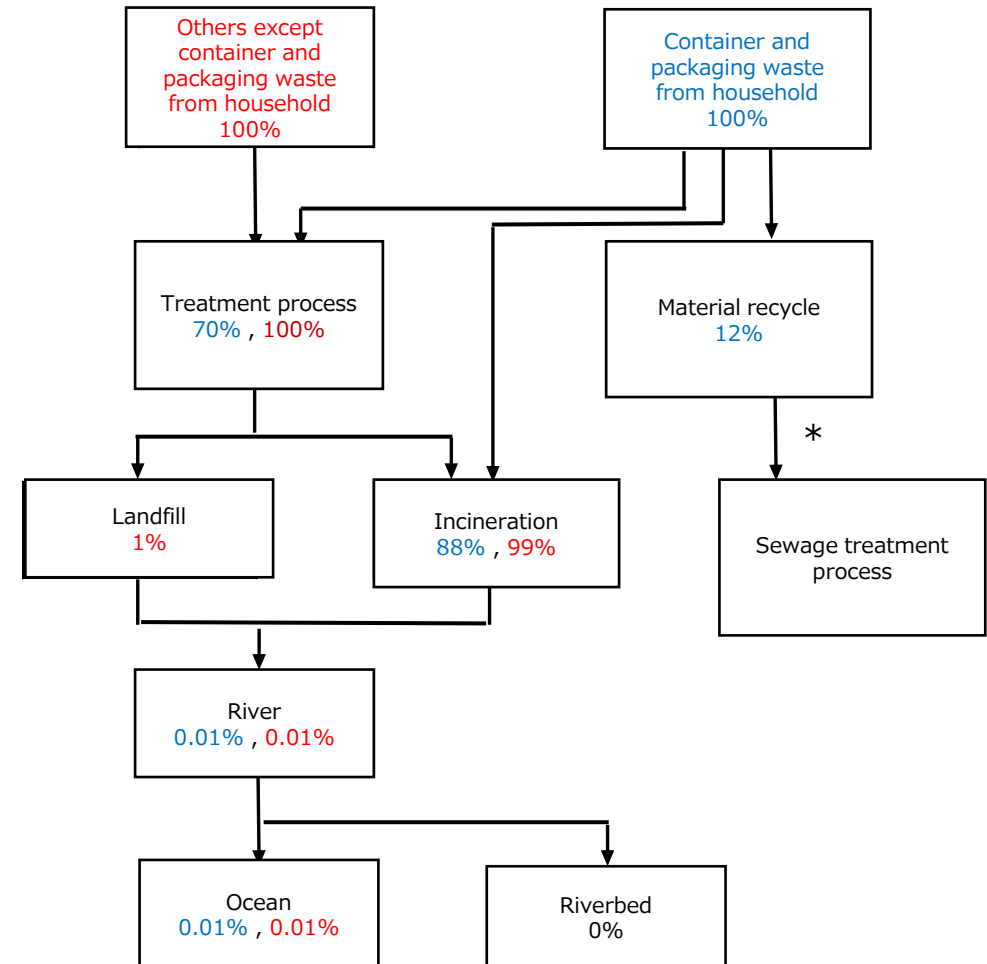 Others except
container and
packaging waste
from household
100%
Container and
packaging waste
from household
100%
Treatment process
70% , 100%
Material recycle
12%
*
Landfill
1%
Incineration
88% , 99%
Sewage treatment
process
River
0.01% , 0.01%
Ocean
0.01% , 0.01%
Riverbed
0%